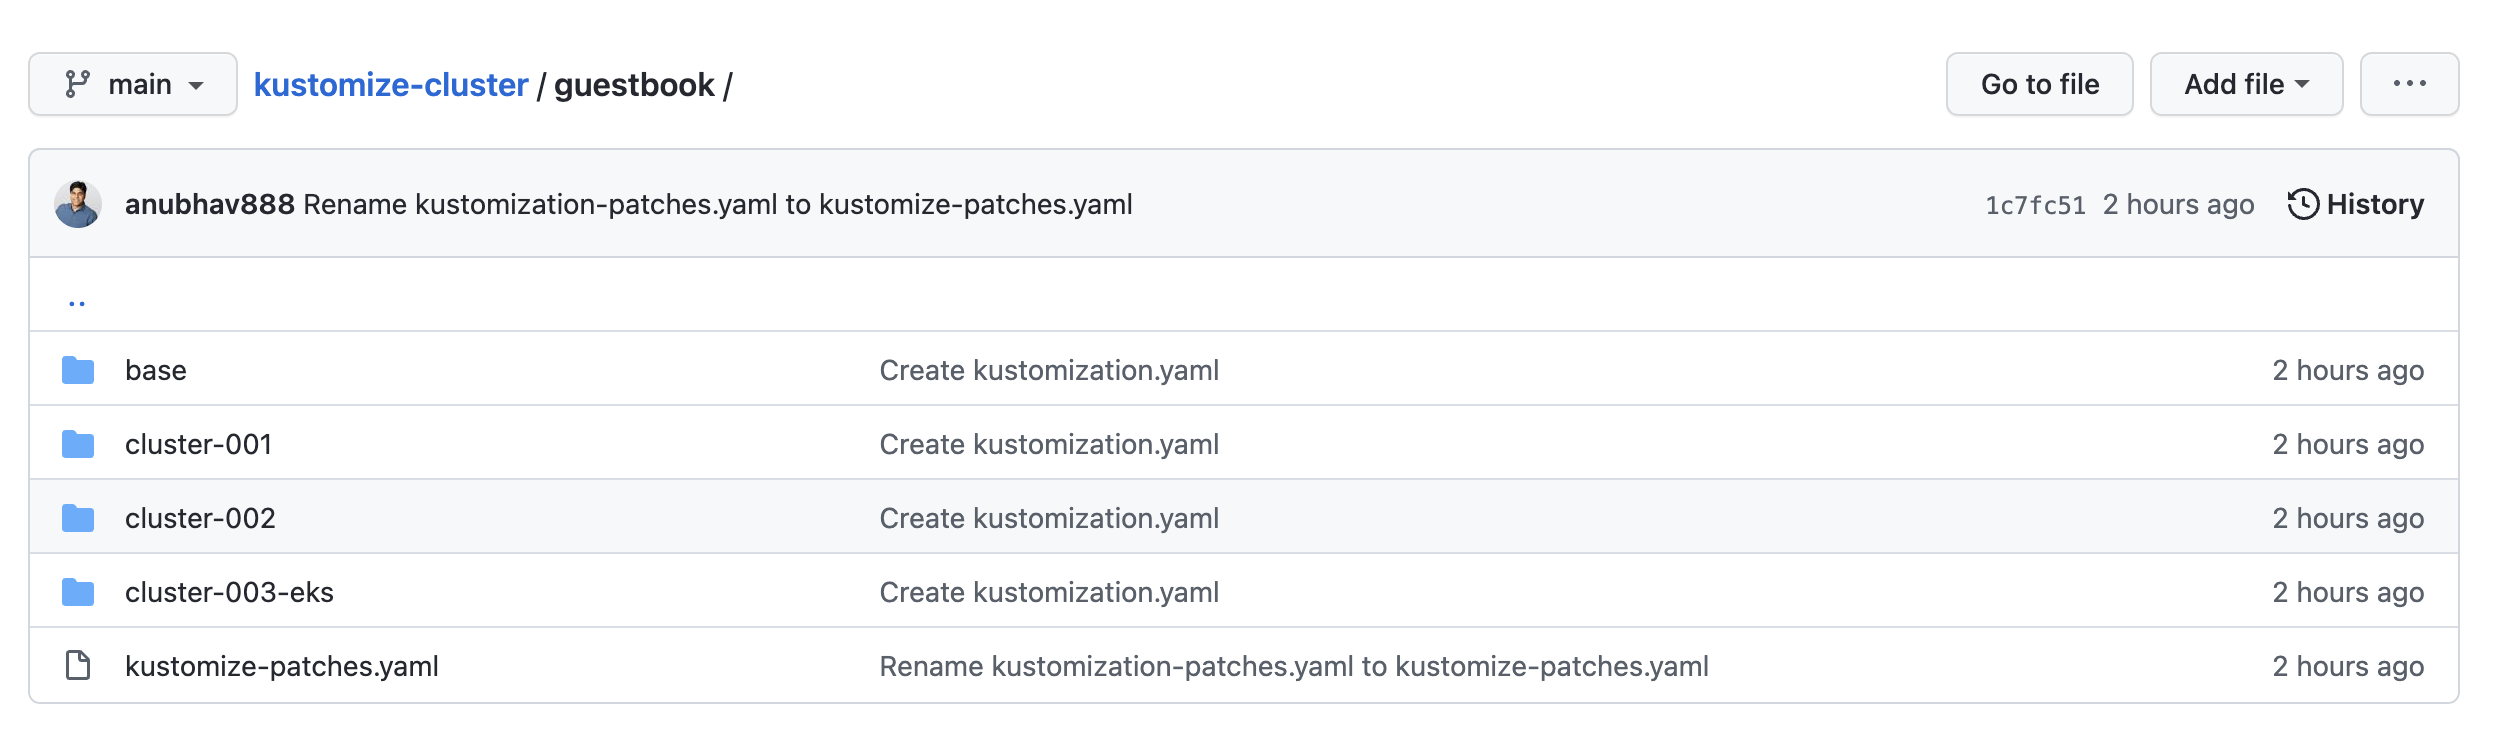 main kustomize-cluster / guestbook / Go to file Add file ...
anubhav888 Rename kustomization-patches.yaml to kustomize-patches.yaml 1c7fc51 2 hours ago History
..
base Create kustomization.yaml 2 hours ago
cluster-001 Create kustomization.yaml 2 hours ago
cluster-002 Create kustomization.yaml 2 hours ago
cluster-003-eks Create kustomization.yaml 2 hours ago
kustomize-patches.yaml Rename kustomization-patches.yaml to kustomize-patches.yaml 2 hours ago